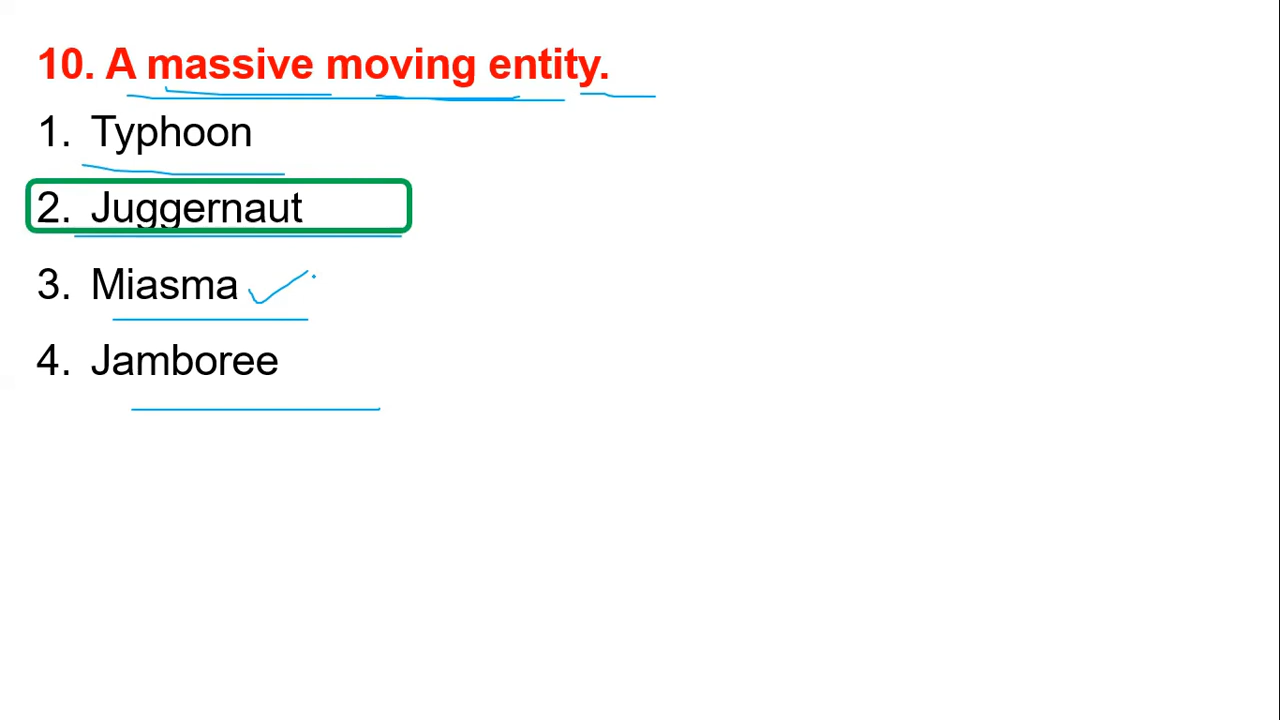 10. A massive moving entity.
1. Typhoon
2. Juggernaut
3. Miasma
4. Jamboree